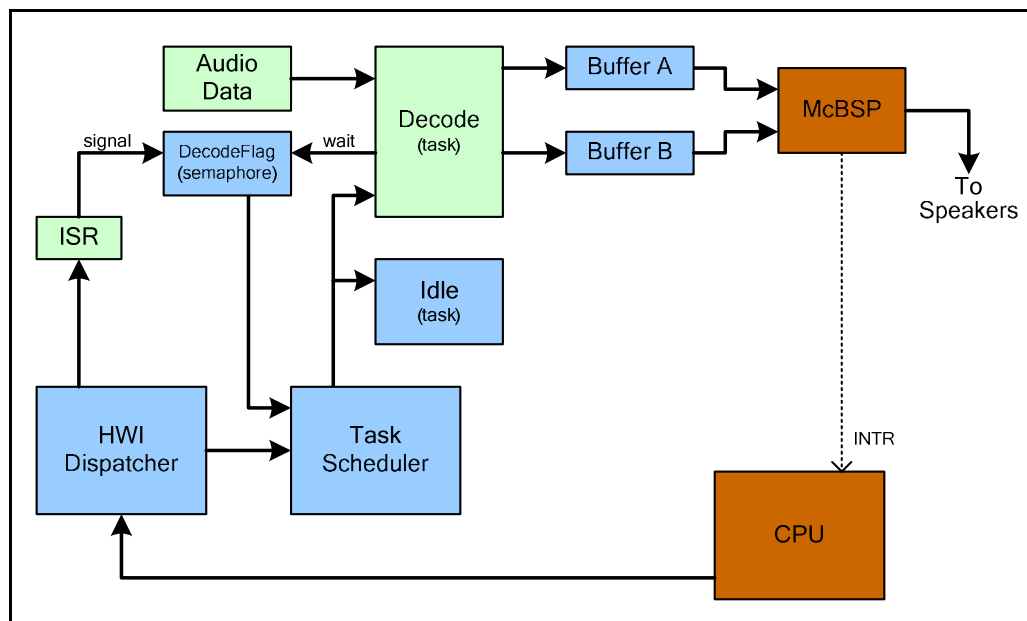 Audio
Data
Decode
(task)
Buffer A
McBSP
signal
DecodeFlag
(semaphore)
wait
Buffer B
To
Speakers
ISR
Idle
(task)
HWI
Dispatcher
Task
Scheduler
INTR
CPU